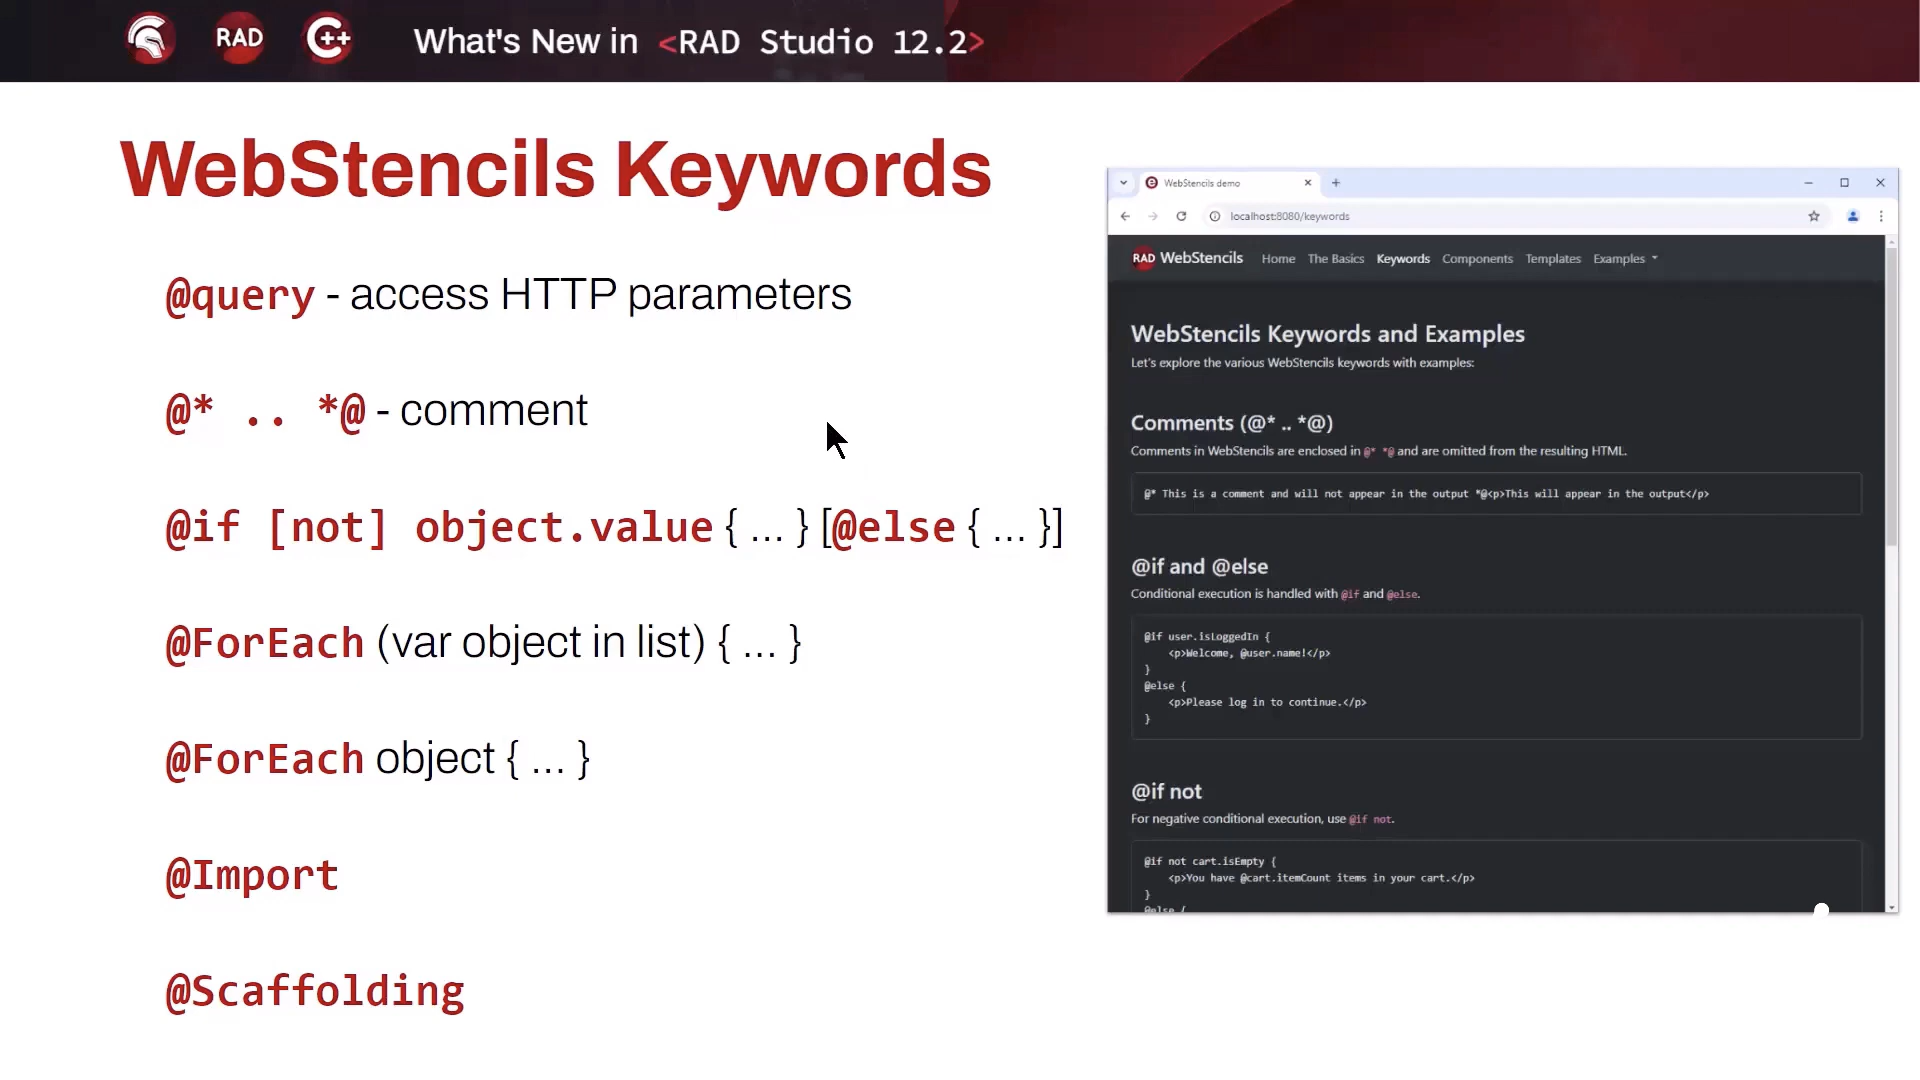 RAD C++ What's New in <RAD Studio 12.2>
WebStencils Keywords
@query - access HTTP parameters
@* .. *@ - comment
@if [not] object.value { ... } [@else { ... }]
@ForEach (var object in list) { ... }
@ForEach object { ... }
@Import
@Scaffolding
WebStencils demo
localhost:8080/keywords
RAD WebStencils Home The Basics Keywords Components Templates Examples
WebStencils Keywords and Examples
Let's explore the various WebStencils keywords with examples:
Comments (@* .. *@)
Comments in WebStencils are enclosed in @* *@ and are omitted from the resulting HTML.
@* This is a comment and will not appear in the output *@<p>This will appear in the output</p>
@if and @else
Conditional execution is handled with @if and @else.
@if user.isLoggedIn {
<p>Welcome, @user.name!</p>
}
@else {
<p>Please log in to continue.</p>
}
@if not
For negative conditional execution, use @if not.
@if not cart.isEmpty {
<p>You have @cart.itemCount items in your cart.</p>
}
@else {